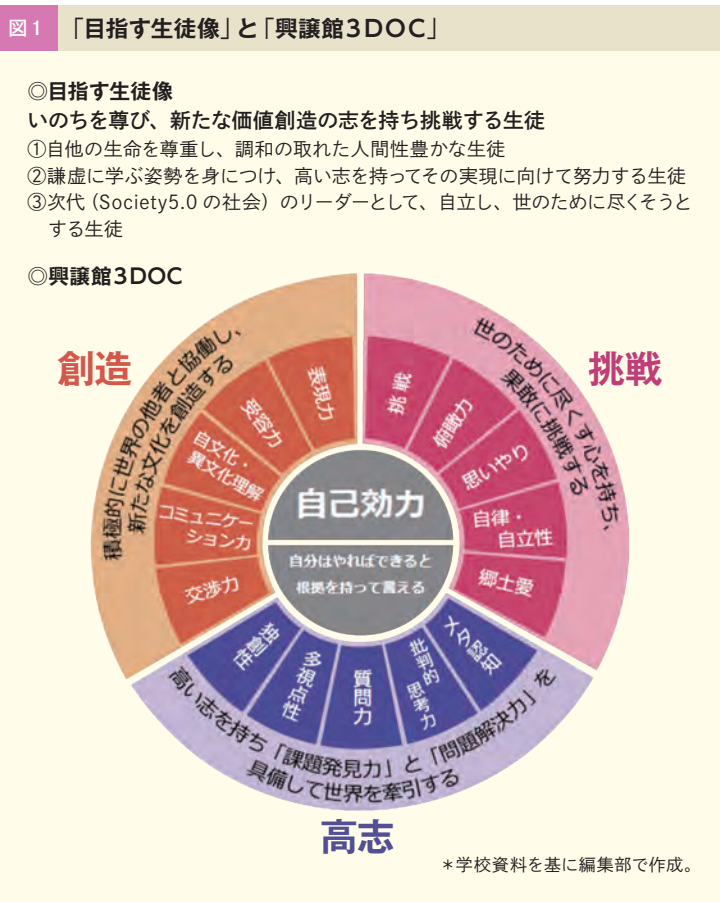 図1 「目指す生徒像」と「興譲館3DOC」
◎目指す生徒像
いのちを尊び、新たな価値創造の志を持ち挑戦する生徒
①自他の生命を尊重し、調和の取れた人間性豊かな生徒
②謙虚に学ぶ姿勢を身につけ、高い志を持ってその実現に向けて努力する生徒
③次代（Society5.0 の社会）のリーダーとして、自立し、世のために尽くそうと
する生徒
◎興譲館3DOC
創造
積極的に世界の他者と協働し、
新たな文化を創造する
表現力
受容力
自文化・
異文化理解
コミュニケー
ション力
交渉力
挑戦
世のために尽くす心を持ち、
果敢に挑戦する
挑戦
俯瞰力
思いやり
自律・
自立性
郷土愛
自己効力
自分はやればできると
根拠を持って言える
独創性
多視点性
質問力
批判的
思考力
メタ認知
高い志を持ち「課題発見力」と「問題解決力」を
具備して世界を牽引する
高志
＊学校資料を基に編集部で作成。